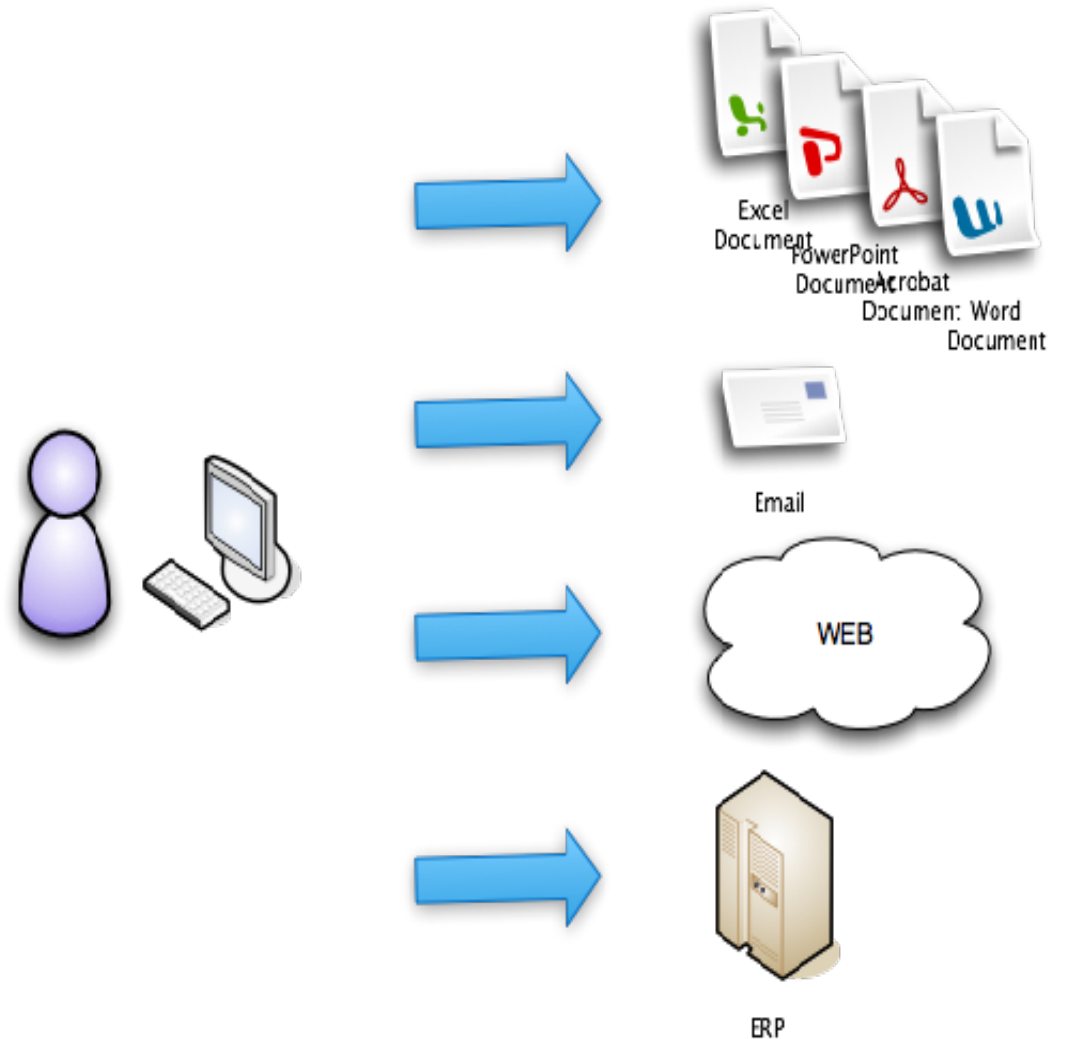 Excel
Document
PowerPoint
Document
Acrobat
Document
Word
Document
Email
WEB
ERP